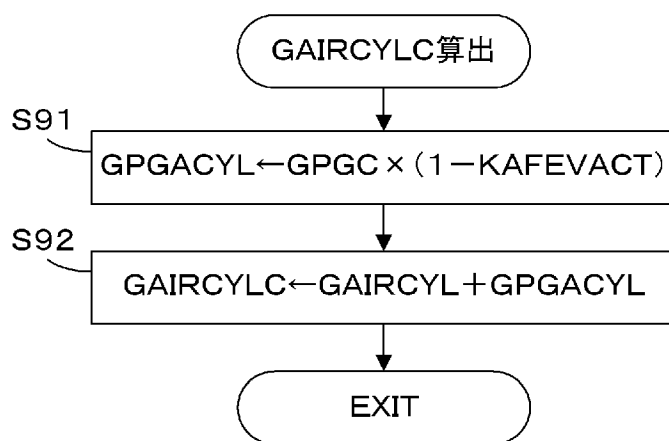 GAIRCYLC算出
S91
GPGACYL←GPGC×(1－KAFEVACT)
S92
GAIRCYLC←GAIRCYL＋GPGACYL
EXIT